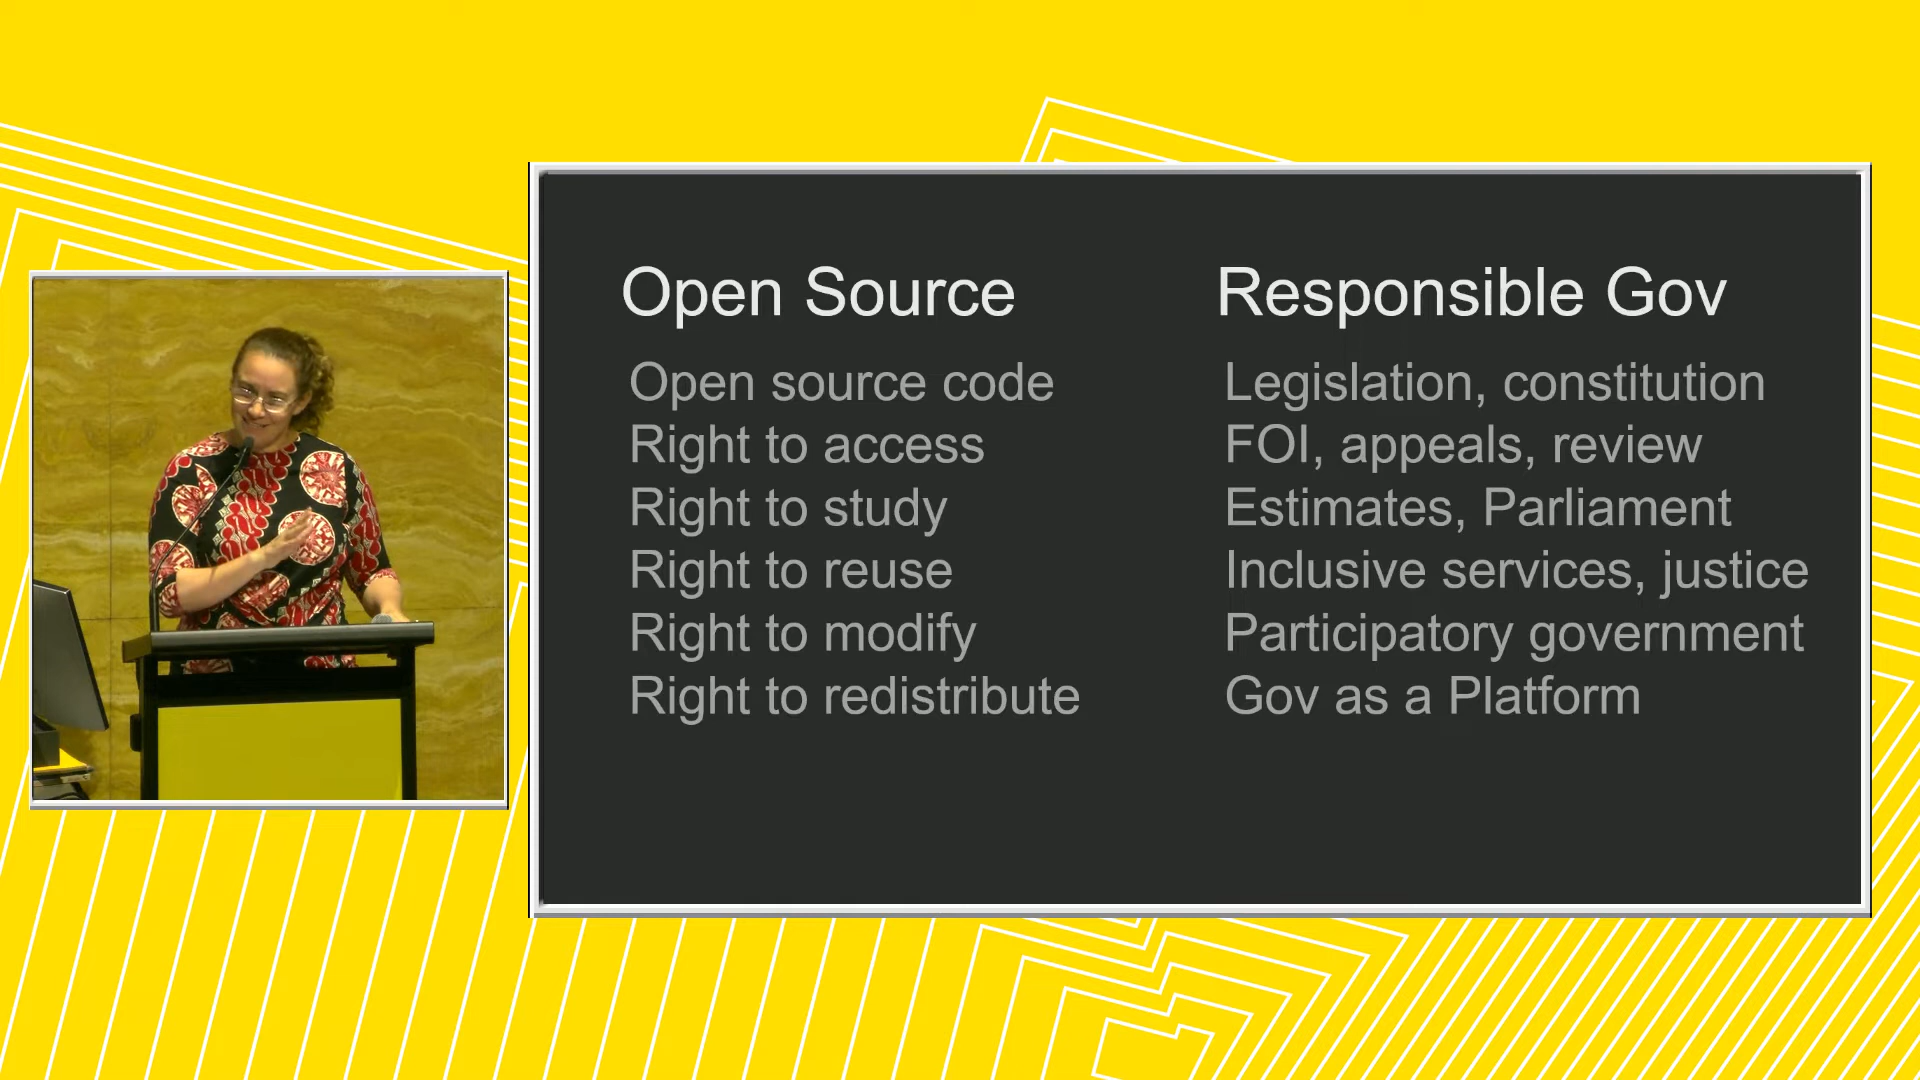 Open Source
Open source code
Right to access
Right to study
Right to reuse
Right to modify
Right to redistribute
Responsible Gov
Legislation, constitution
FOI, appeals, review
Estimates, Parliament
Inclusive services, justice
Participatory government
Gov as a Platform